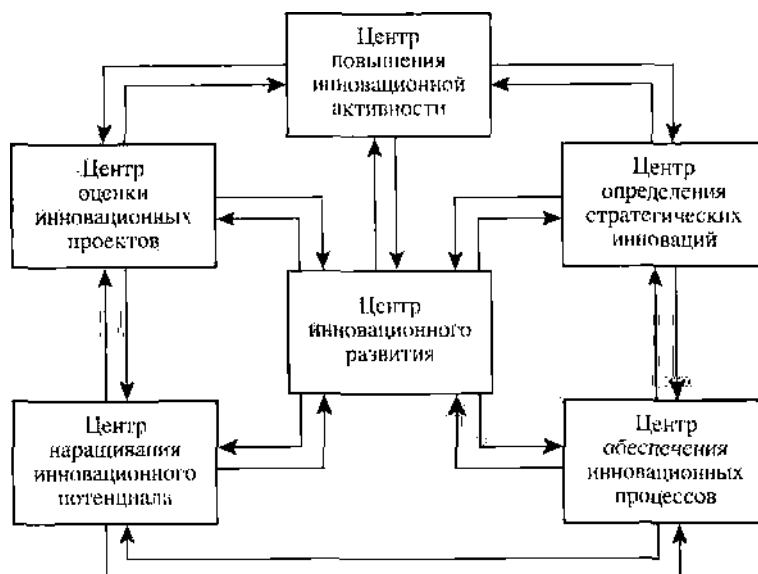 Центр
повышения
инновационной
активности
Центр
оценки
инновационных
проектов
Центр
определения
стратегических
инноваций
Центр
инновационного
развития
Центр
наращивания
инновационного
потенциала
Центр
обеспечения
инновационных
процессов